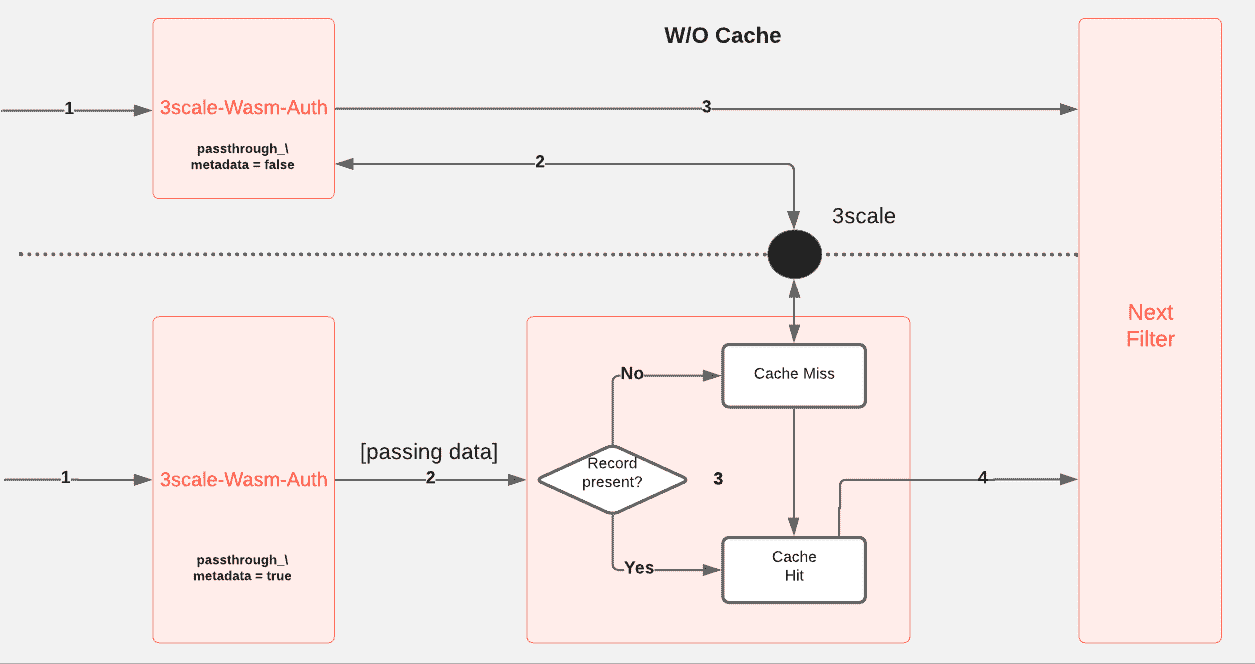 W/O Cache
1
3scale-Wasm-Auth
3
passthrough_\
metadata = false
2
3scale
Next
Filter
No
Cache Miss
[passing data]
1
3scale-Wasm-Auth
2
Record
present?
3
4
passthrough_\
metadata = true
Yes
Cache
Hit